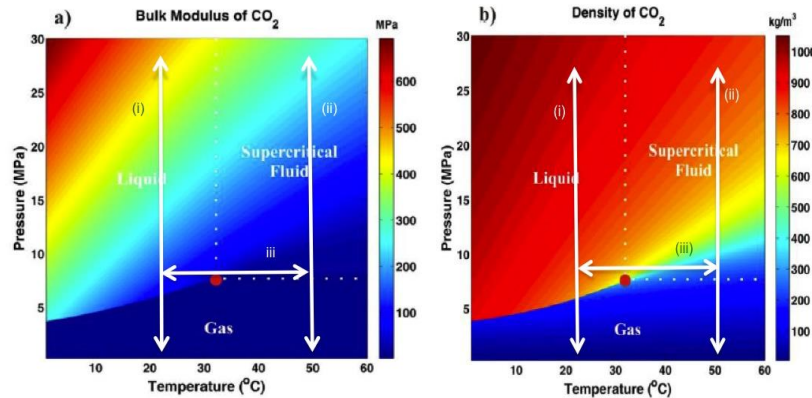 a)
Bulk Modulus of CO2
MPa
30
25
20
15
10
5
Pressure (MPa)
(i)
(ii)
Liquid
Supercritical
Fluid
iii
Gas
10
20
30
40
50
60
Temperature (°C)
600
500
400
300
200
100
b)
Density of CO2
kg/m3
30
25
20
15
10
5
Pressure (MPa)
(i)
(ii)
Liquid
Supercritical
Fluid
(iii)
Gas
10
20
30
40
50
60
Temperature (°C)
1000
900
800
700
600
500
400
300
200
100